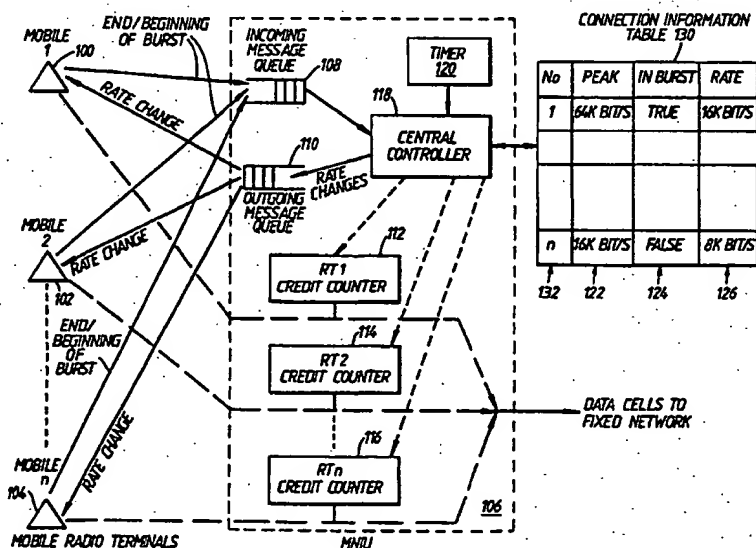 MOBILE
1
100
END/BEGINNING
OF BURST
INCOMING
MESSAGE
QUEUE
108
TIMER
120
118
CENTRAL
CONTROLLER
CONNECTION INFORMATION
TABLE 130
No PEAK IN BURST RATE
1 64K BIT/S TRUE 16K BIT/S
n 16K BIT/S FALSE 8K BIT/S
132 122 124 126
RATE CHANGE
110
OUTGOING
MESSAGE
QUEUE
RATE
CHANGES
MOBILE
2
102
RATE CHANGE
112
RT1
CREDIT COUNTER
114
RT2
CREDIT COUNTER
116
RTn
CREDIT COUNTER
END/
BEGINNING
OF BURST
RATE CHANGE
DATA CELLS TO
FIXED NETWORK
MOBILE
n
104
106
MOBILE RADIO TERMINALS
MNIU